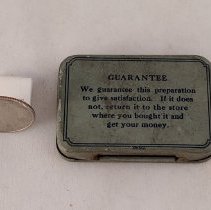 GUARANTEE
We guarantee this preparation
to give satisfaction. If it does
not, return it to the store
where you bought it and
get your money.